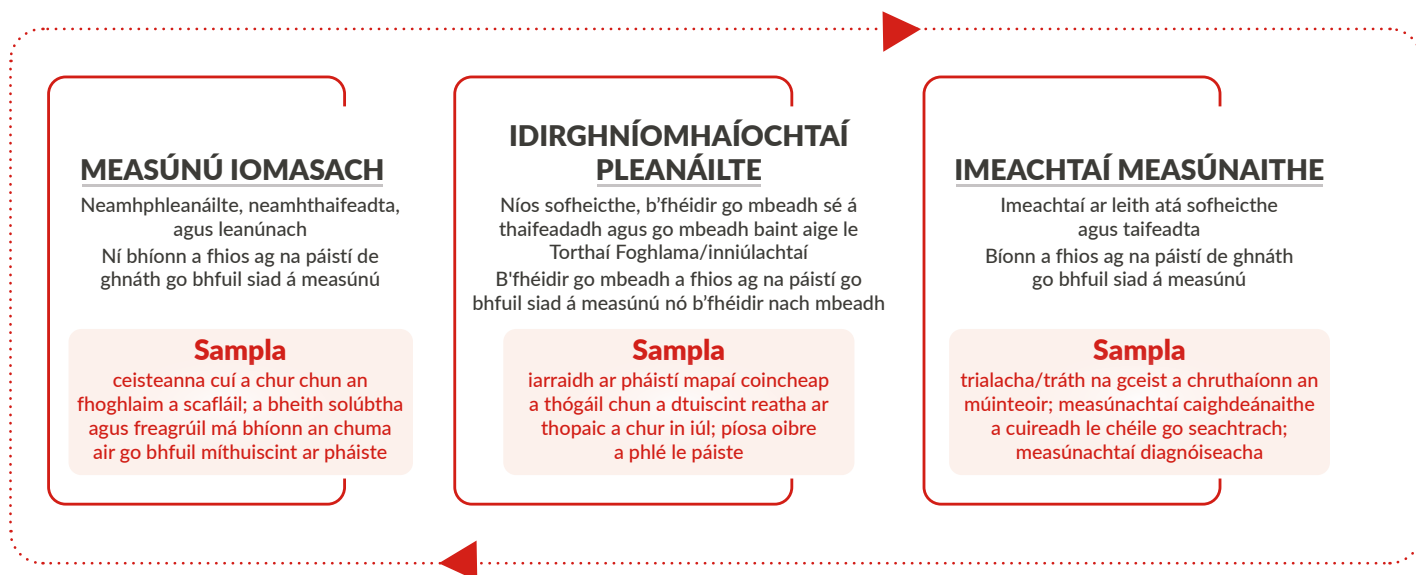 MEASÚNÚ IOMASACH
Neamhphleanáilte, neamhthaifeadta,
agus leanúnach
Ní bhíonn a fhios ag na páistí de
ghnáth go bhfuil siad á measúnú
Sampla
ceisteanna cuí a chur chun an
fhoghlaim a scafláil; a bheith solúbtha
agus freagrúil má bhíonn an chuma
air go bhfuil míthuiscint ar pháiste
IDIRGHNÍOMHAÍOCHTAÍ
PLEANÁILTE
Níos sofheicthe, b’fhéidir go mbeadh sé á
thaifeadadh agus go mbeadh baint aige le
Torthaí Foghlama/inniúlachtaí
B'fhéidir go mbeadh a fhios ag na páistí go
bhfuil siad á measúnú nó b’fhéidir nach mbeadh
Sampla
iarraidh ar pháistí mapaí coincheap
a thógáil chun a dtuiscint reatha ar
thopaic a chur in iúl; píosa oibre
a phlé le páiste
IMEACHTAÍ MEASÚNAITHE
Imeachtaí ar leith atá sofheicthe
agus taifeadta
Bíonn a fhios ag na páistí de ghnáth
go bhfuil siad á measúnú
Sampla
trialacha/tráth na gceist a chruthaíonn an
múinteoir; measúnachtaí caighdeánaithe
a cuireadh le chéile go seachtrach;
measúnachtaí diagnóiseacha